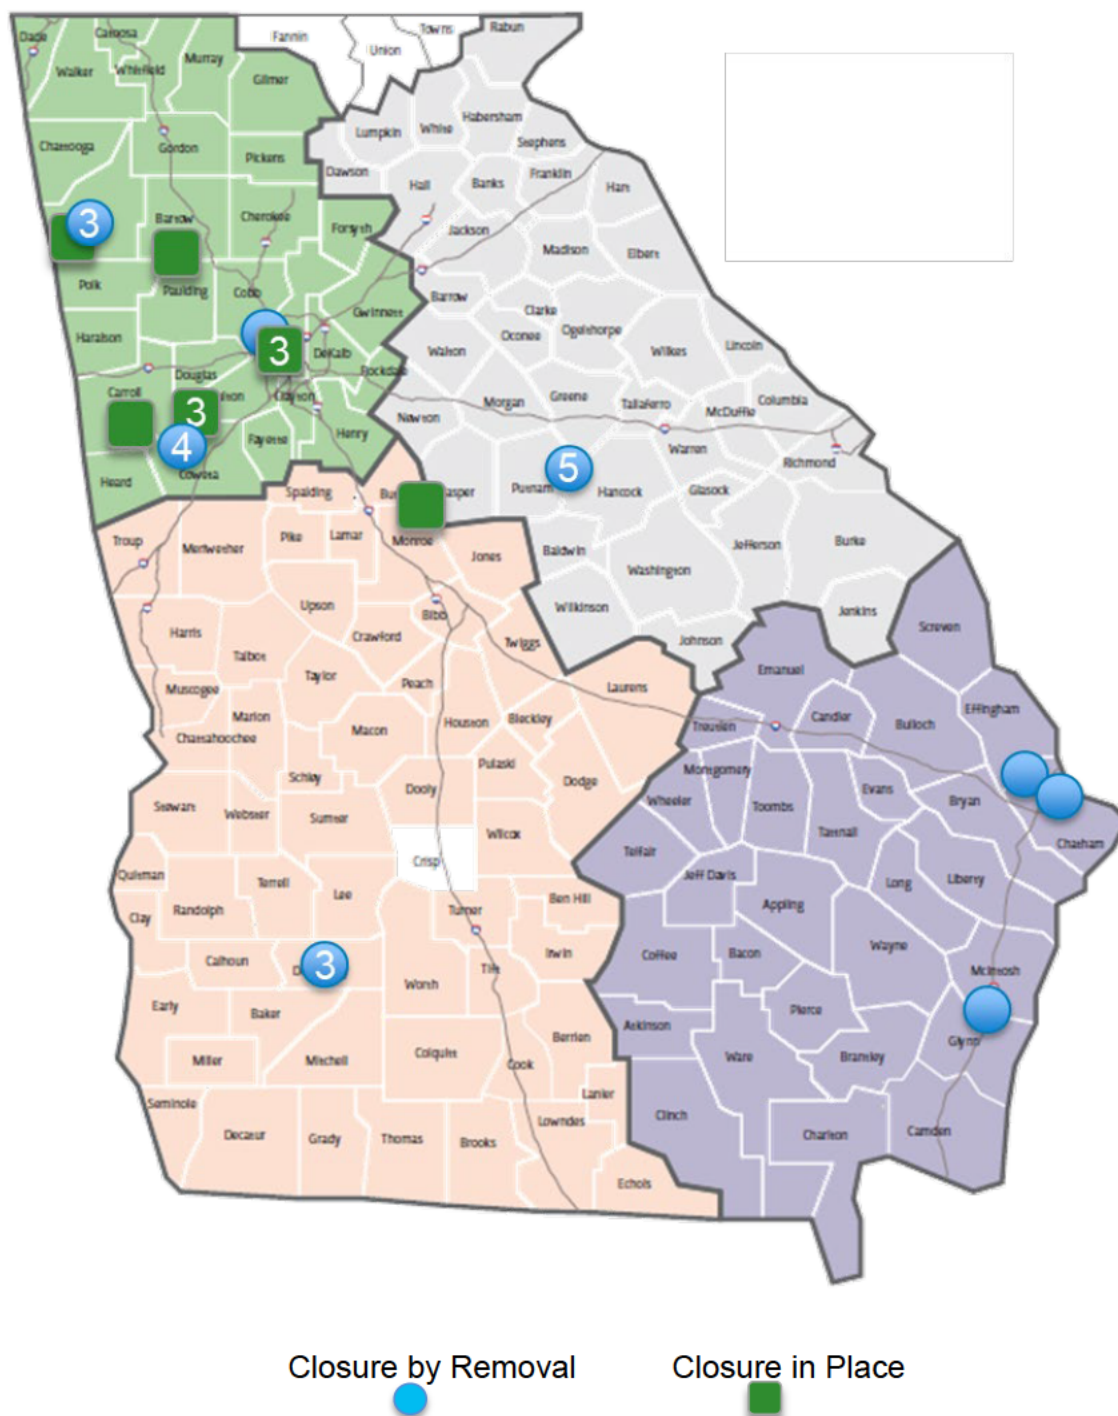 Towns
Rabun
Dade
Catoosa
Fannin
Union
Murray
Walker
Whitfield
Gilmer
Habersham
Lumpkin
White
Stephens
Chattooga
Gordon
Pickens
Dawson
Franklin
Hall
Banks
Hart
3
Bartow
Cherokee
Forsyth
Jackson
Madison
Elbert
Polk
Paulding
Cobb
Barrow
Gwinnett
Clarke
Oglethorpe
Oconee
Haralson
3
DeKalb
Walton
Wilkes
Lincoln
Douglas
Rockdale
Carroll
Clayton
Morgan
Greene
Taliaferro
McDuffie
Columbia
3
Newton
Henry
Fayette
4
Warren
Richmond
5
Heard
Coweta
Putnam
Hancock
Glascock
Spalding
Troup
Meriwether
Pike
Lamar
Monroe
Jones
Baldwin
Jefferson
Burke
Washington
Upson
Bibb
Wilkinson
Jenkins
Harris
Crawford
Twiggs
Johnson
Screven
Talbot
Taylor
Peach
Laurens
Emanuel
Muscogee
Marion
Macon
Houston
Bleckley
Treutlen
Candler
Bulloch
Effingham
Chattahoochee
Schley
Dooly
Pulaski
Dodge
Montgomery
Stewart
Webster
Sumter
Wilcox
Wheeler
Toombs
Evans
Bryan
Tattnall
Chatham
Crisp
Telfair
Quitman
Terrell
Lee
Jeff Davis
Long
Liberty
Clay
Randolph
Turner
Ben Hill
Appling
Calhoun
3
Irwin
Coffee
Bacon
Wayne
McIntosh
Early
Baker
Worth
Tift
Pierce
Atkinson
Glynn
Miller
Mitchell
Colquitt
Cook
Berrien
Ware
Brantley
Seminole
Lanier
Decatur
Grady
Thomas
Brooks
Lowndes
Clinch
Charlton
Camden
Echols
Closure by Removal
Closure in Place